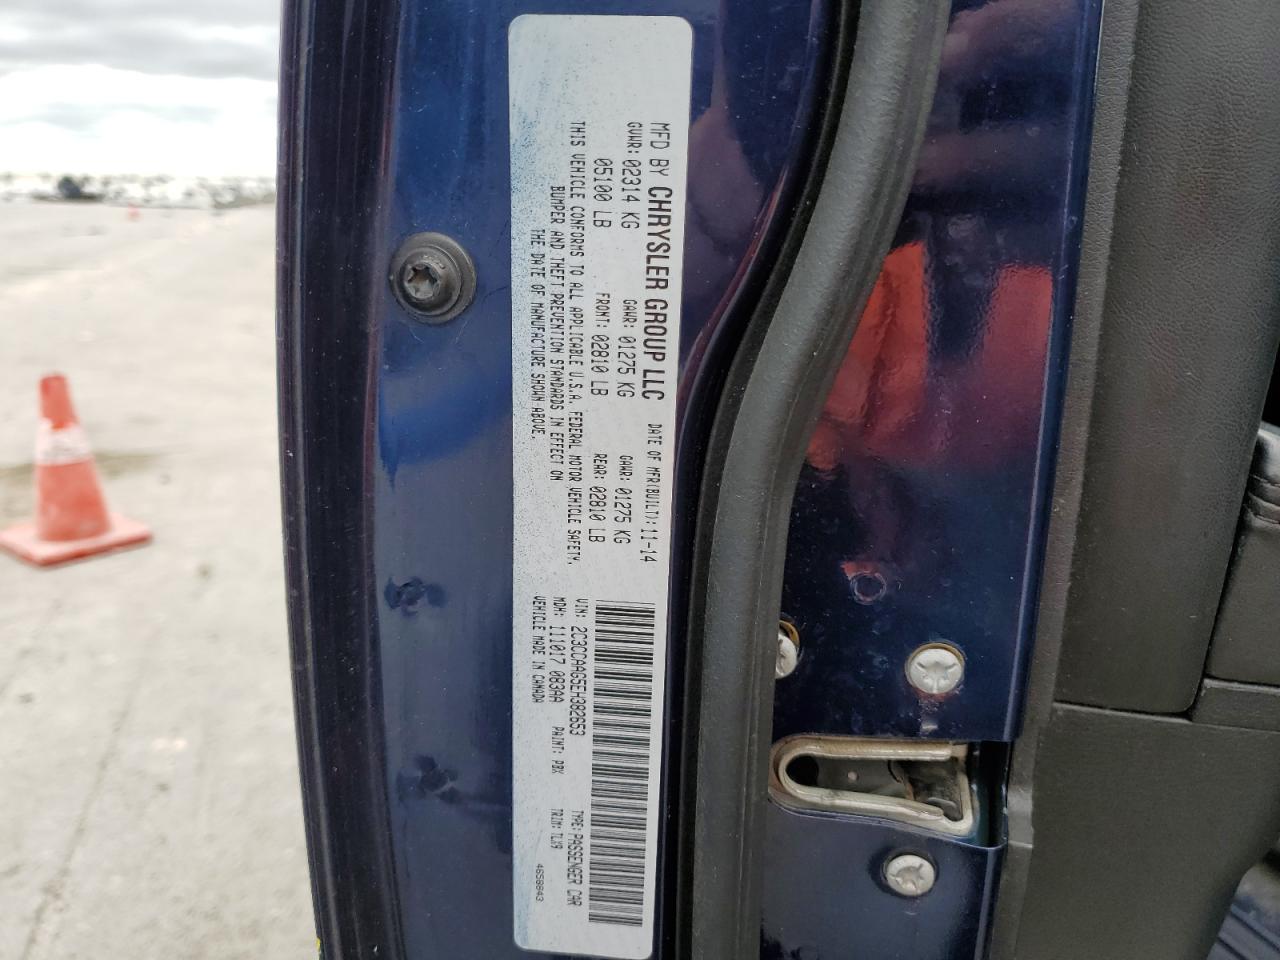 MFD BY CHRYSLER GROUP LLC DATE OF MFR(BUILT): 11-14
GVWR: 02314 KG GAWR: 01275 KG GAWR: 01275 KG
05100 LB FRONT: 02810 LB REAR: 02810 LB
THIS VEHICLE CONFORMS TO ALL APPLICABLE U.S.A. FEDERAL MOTOR VEHICLE SAFETY,
BUMPER AND THEFT PREVENTION STANDARDS IN EFFECT ON
THE DATE OF MANUFACTURE SHOWN ABOVE.
VIN: 2C3CCAAG5EH382653 TYPE: PASSENGER CAR
MDH: 111017 083AA PAINT: PBX TRIM: TLX9
VEHICLE MADE IN CANADA 4658843